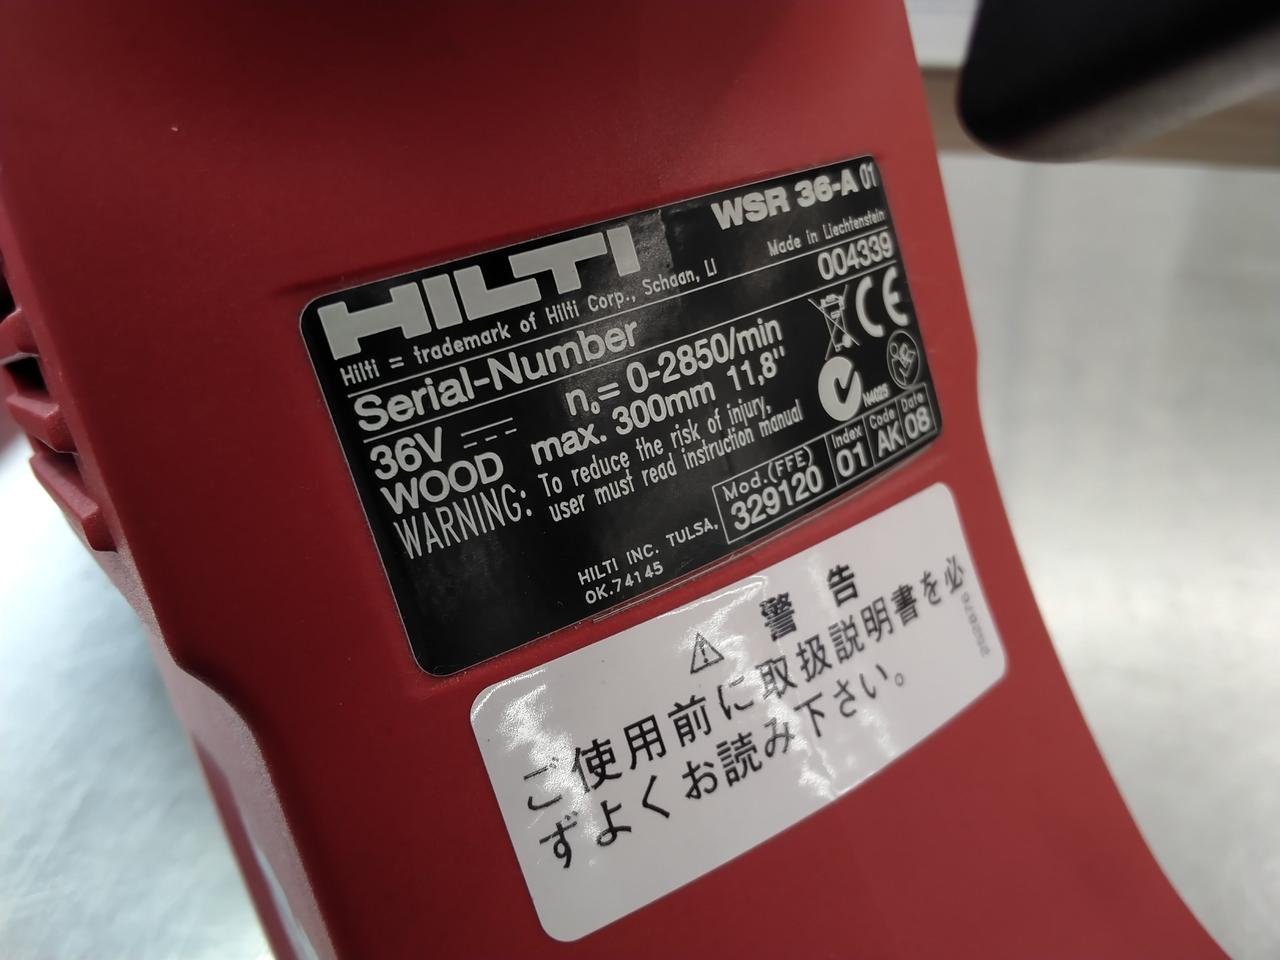 HILTI
WSR 36-A 01
Hilti = trademark of Hilti Corp., Schaan, LI
Made in Liechtenstein
Serial-Number
004339
36V
n₀= 0-2850/min
WOOD
max. 300mm 11,8"
WARNING:
To reduce the risk of injury,
user must read instruction manual
CE
N4025
HILTI INC. TULSA,
OK.74145
Mod.(FFE)
329120
Index
01
Code
AK
Date
08
警 告
ご使用前に取扱説明書を必
ずよくお読み下さい。